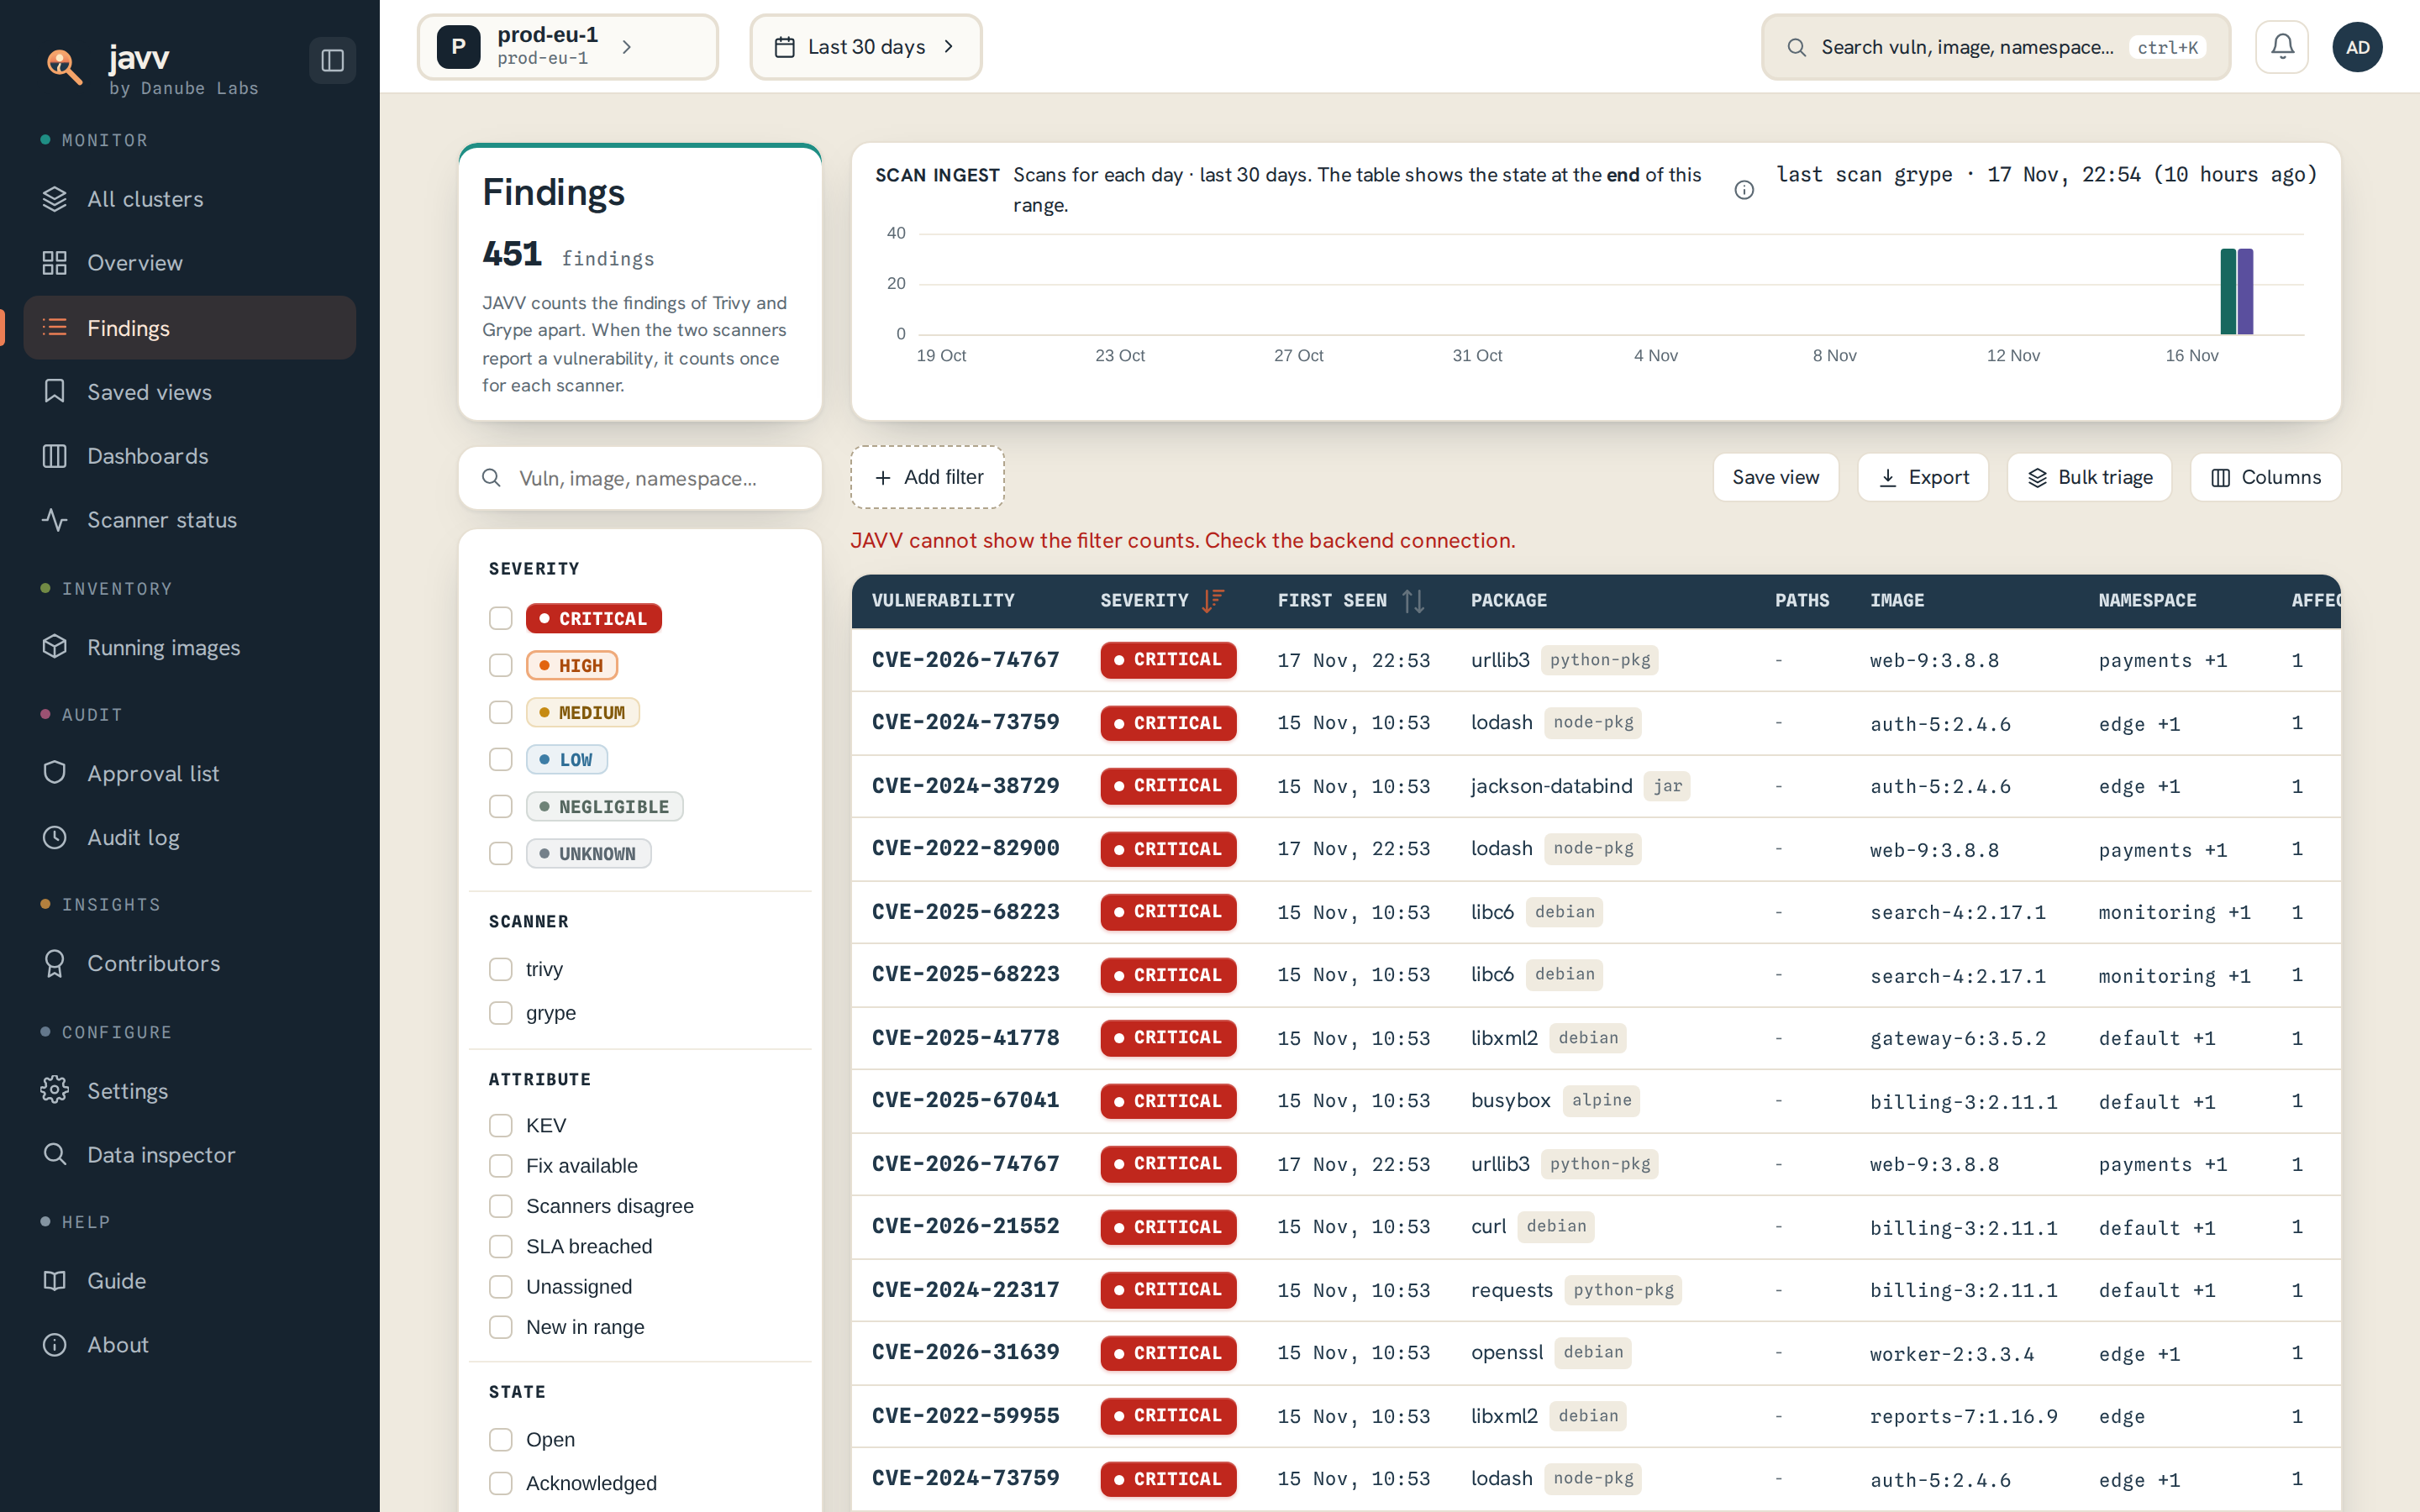 javv
by Danube Labs
MONITOR
All clusters
Overview
Findings
Saved views
Dashboards
Scanner status
INVENTORY
Running images
AUDIT
Approval list
Audit log
INSIGHTS
Contributors
CONFIGURE
Settings
Data inspector
HELP
Guide
About
P
prod-eu-1
prod-eu-1
Last 30 days
Search vuln, image, namespace...
ctrl+K
AD
Findings
451 findings
JAVV counts the findings of Trivy and
Grype apart. When the two scanners
report a vulnerability, it counts once
for each scanner.
SCAN INGEST Scans for each day · last 30 days. The table shows the state at the end of this
range.
last scan grype · 17 Nov, 22:54 (10 hours ago)
40
20
0
19 Oct 23 Oct 27 Oct 31 Oct 4 Nov 8 Nov 12 Nov 16 Nov
Vuln, image, namespace...
Add filter
Save view
Export
Bulk triage
Columns
JAVV cannot show the filter counts. Check the backend connection.
SEVERITY
CRITICAL
HIGH
MEDIUM
LOW
NEGLIGIBLE
UNKNOWN
SCANNER
trivy
grype
ATTRIBUTE
KEV
Fix available
Scanners disagree
SLA breached
Unassigned
New in range
STATE
Open
Acknowledged
VULNERABILITY SEVERITY FIRST SEEN PACKAGE PATHS IMAGE NAMESPACE AFFEC
CVE-2026-74767 CRITICAL 17 Nov, 22:53 urllib3 python-pkg - web-9:3.8.8 payments +1 1
CVE-2024-73759 CRITICAL 15 Nov, 10:53 lodash node-pkg - auth-5:2.4.6 edge +1 1
CVE-2024-38729 CRITICAL 15 Nov, 10:53 jackson-databind jar - auth-5:2.4.6 edge +1 1
CVE-2022-82900 CRITICAL 17 Nov, 22:53 lodash node-pkg - web-9:3.8.8 payments +1 1
CVE-2025-68223 CRITICAL 15 Nov, 10:53 libc6 debian - search-4:2.17.1 monitoring +1 1
CVE-2025-68223 CRITICAL 15 Nov, 10:53 libc6 debian - search-4:2.17.1 monitoring +1 1
CVE-2025-41778 CRITICAL 15 Nov, 10:53 libxml2 debian - gateway-6:3.5.2 default +1 1
CVE-2025-67041 CRITICAL 15 Nov, 10:53 busybox alpine - billing-3:2.11.1 default +1 1
CVE-2026-74767 CRITICAL 17 Nov, 22:53 urllib3 python-pkg - web-9:3.8.8 payments +1 1
CVE-2026-21552 CRITICAL 15 Nov, 10:53 curl debian - billing-3:2.11.1 default +1 1
CVE-2024-22317 CRITICAL 15 Nov, 10:53 requests python-pkg - billing-3:2.11.1 default +1 1
CVE-2026-31639 CRITICAL 15 Nov, 10:53 openssl debian - worker-2:3.3.4 edge +1 1
CVE-2022-59955 CRITICAL 15 Nov, 10:53 libxml2 debian - reports-7:1.16.9 edge 1
CVE-2024-73759 CRITICAL 15 Nov, 10:53 lodash node-pkg - auth-5:2.4.6 edge +1 1